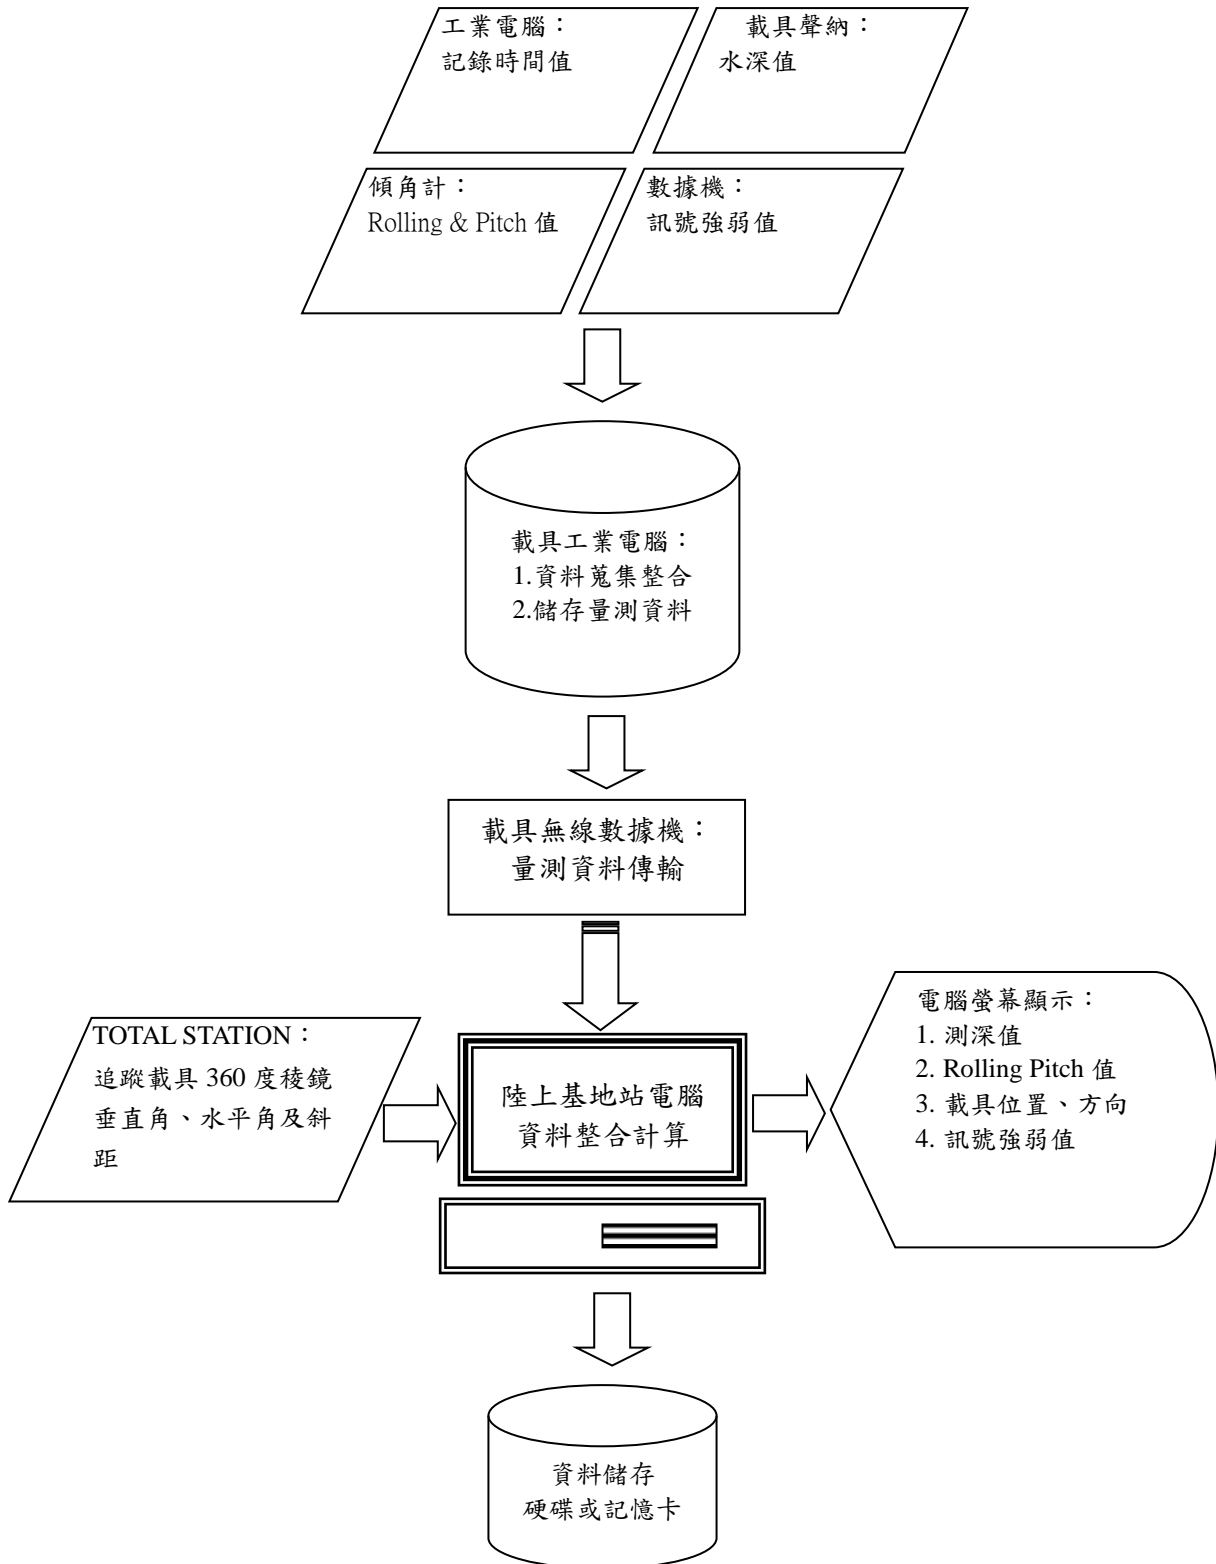 工業電腦：
記錄時間值
載具聲納：
水深值
傾角計：
Rolling & Pitch 值
數據機：
訊號強弱值
載具工業電腦：
1.資料蒐集整合
2.儲存量測資料
載具無線數據機：
量測資料傳輸
TOTAL STATION：
追蹤載具 360 度稜鏡
垂直角、水平角及斜
距
陸上基地站電腦
資料整合計算
電腦螢幕顯示：
1. 測深值
2. Rolling Pitch 值
3. 載具位置、方向
4. 訊號強弱值
資料儲存
硬碟或記憶卡